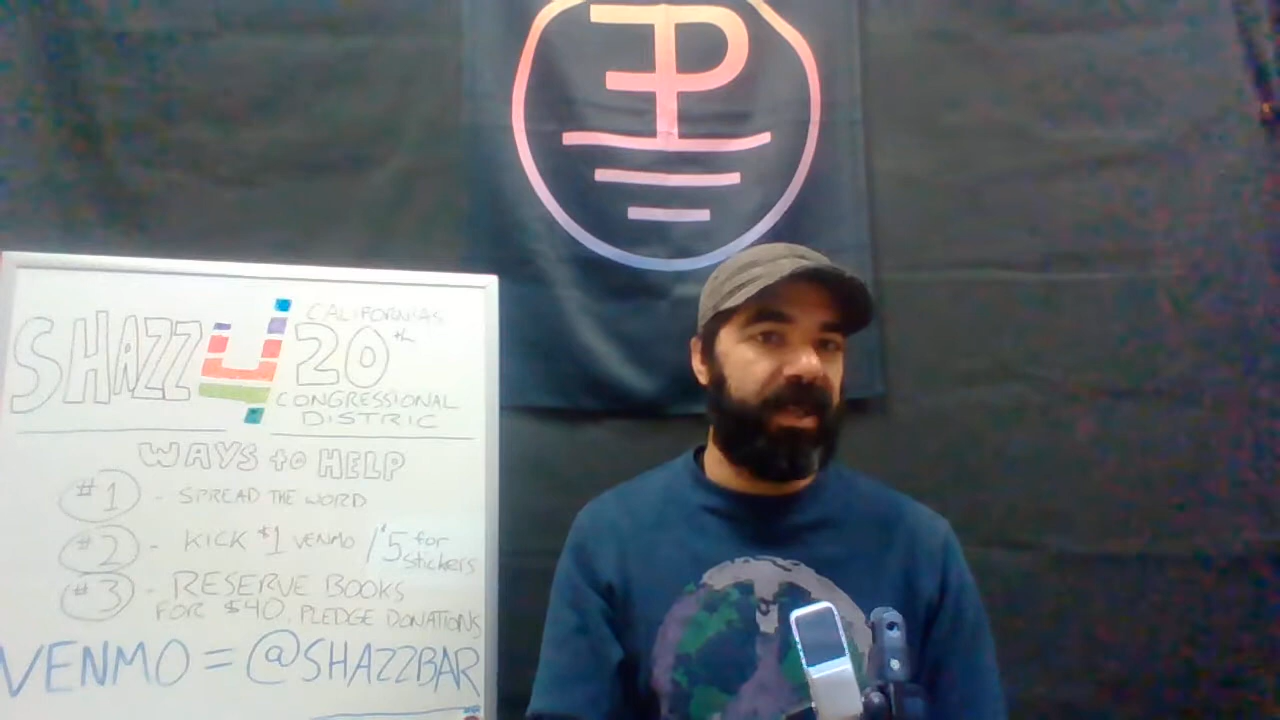 SHAZZ 4
CALIFORNIAS
20th
CONGRESSIONAL
DISTRIC
WAYS to HELP
#1 - SPREAD THE WORD
#2 - KICK $1 VENMO / $5 for stickers
#3 - RESERVE BOOKS
FOR $40. PLEDGE DONATIONS
VENMO = @SHAZZBAR